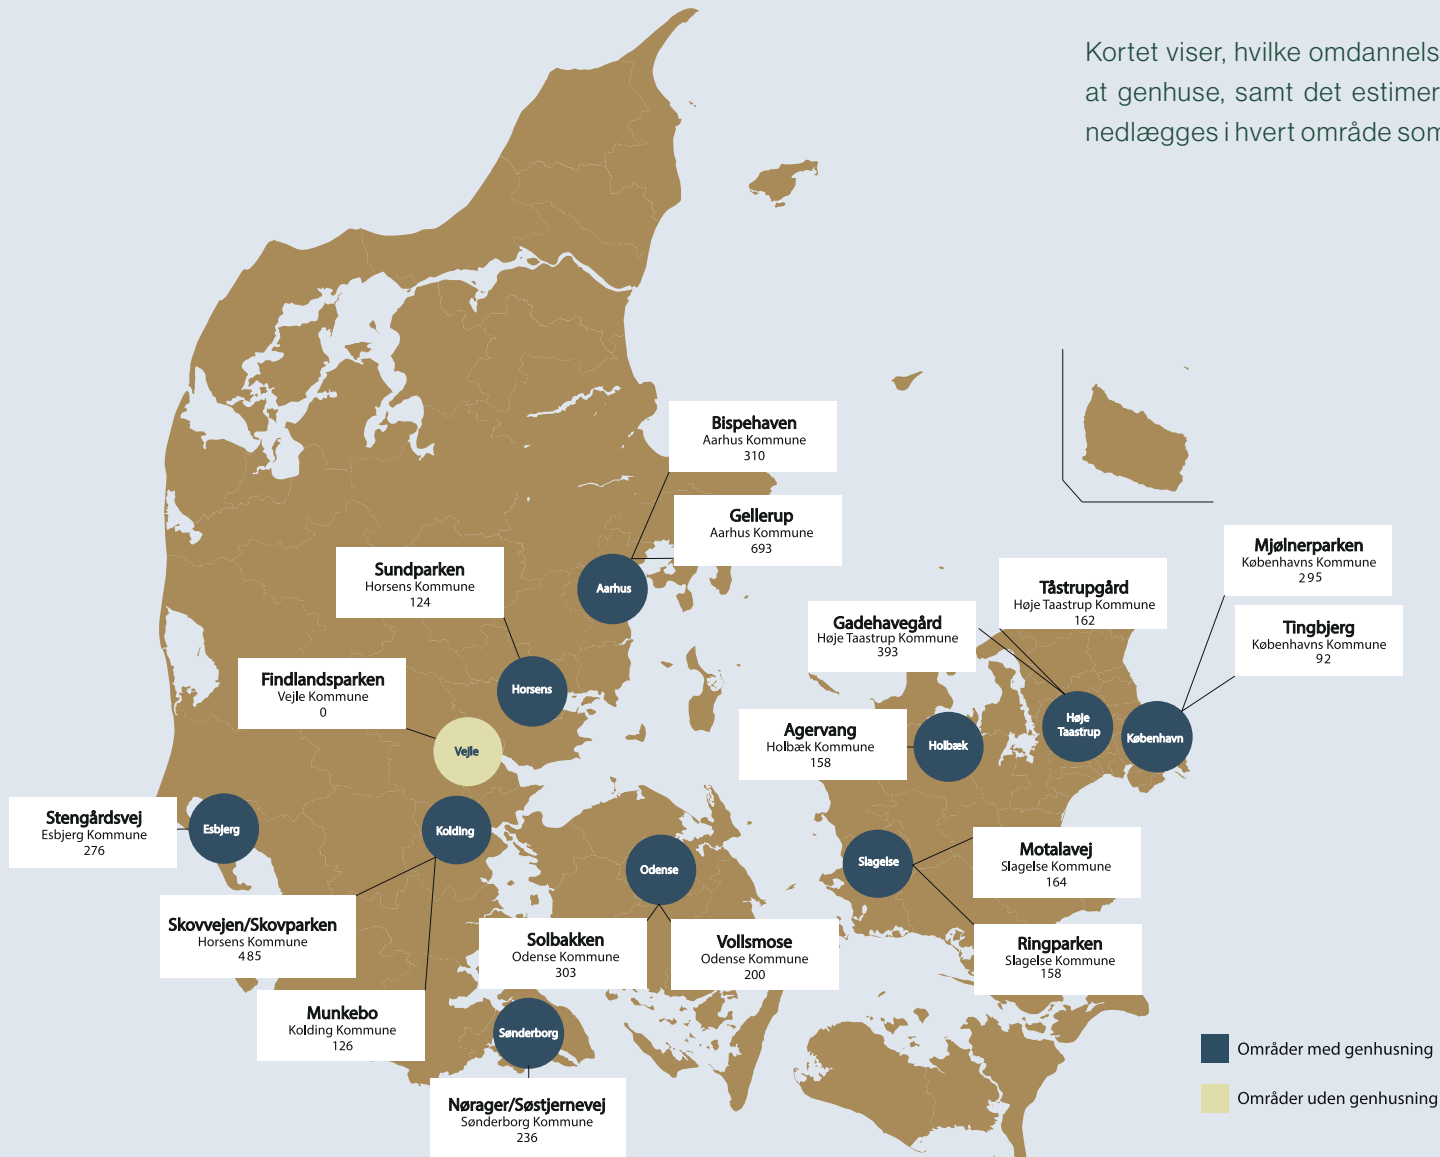 Kortet viser, hvilke omdannels
at genhuse, samt det estimer
nedlægges i hvert område som
Bispehaven
Aarhus Kommune
310
Gellerup
Aarhus Kommune
693
Aarhus
Sundparken
Horsens Kommune
124
Horsens
Findlandsparken
Vejle Kommune
0
Vejle
Mjølnerparken
Københavns Kommune
295
Tåstrupgård
Høje Taastrup Kommune
162
Gadehavegård
Høje Taastrup Kommune
393
Tingbjerg
Københavns Kommune
92
Høje
Taastrup
København
Agervang
Holbæk Kommune
158
Holbæk
Stengårdsvej
Esbjerg Kommune
276
Esbjerg
Kolding
Odense
Slagelse
Motalavej
Slagelse Kommune
164
Skovvejen/Skovparken
Horsens Kommune
485
Solbakken
Odense Kommune
303
Vollsmose
Odense Kommune
200
Ringparken
Slagelse Kommune
158
Munkebo
Kolding Kommune
126
Sønderborg
Nørager/Søstjernevej
Sønderborg Kommune
236
Områder med genhusning
Områder uden genhusning